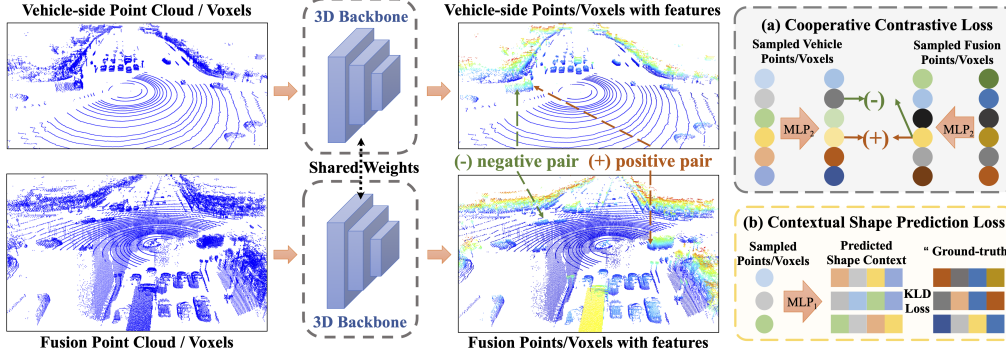 Vehicle-side Point Cloud / Voxels
3D Backbone
Vehicle-side Points/Voxels with features
Shared Weights
(-) negative pair
(+) positive pair
3D Backbone
Fusion Point Cloud / Voxels
Fusion Points/Voxels with features
(a) Cooperative Contrastive Loss
Sampled Vehicle
Points/Voxels
Sampled Fusion
Points/Voxels
MLP2
(-)
(+)
MLP2
(b) Contextual Shape Prediction Loss
Sampled
Points/Voxels
Predicted
Shape Context
“ Ground-truth
MLP1
KLD
Loss